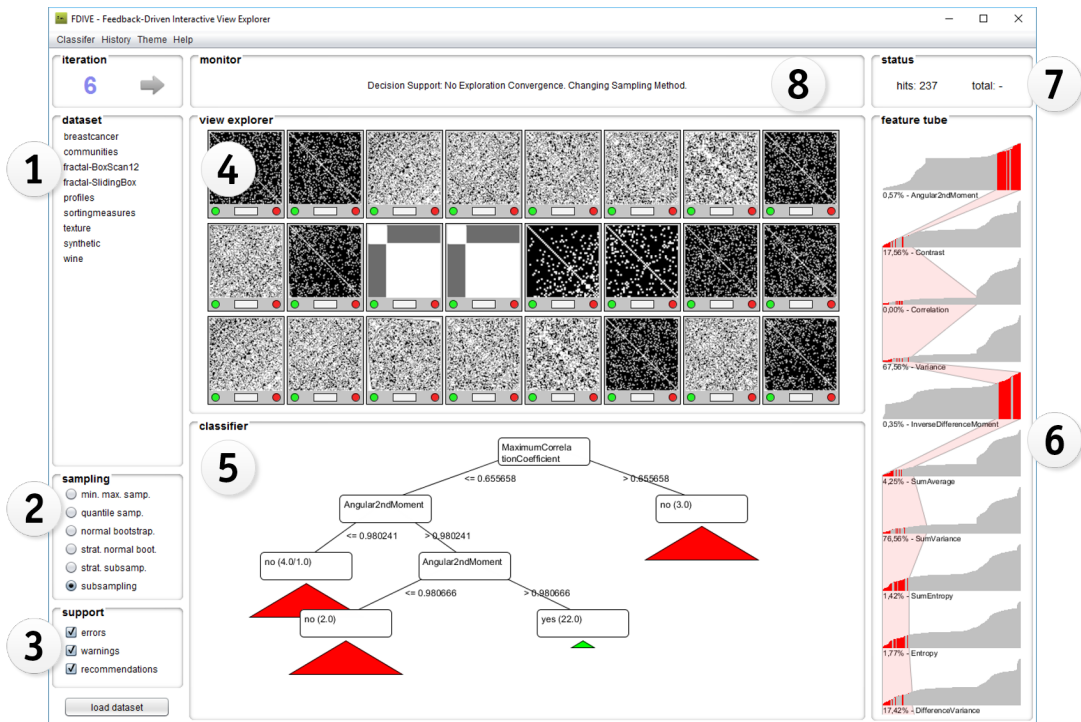 FDIVE - Feedback-Driven Interactive View Explorer
Classifer History Theme Help
iteration
6
monitor
Decision Support: No Exploration Convergence. Changing Sampling Method.
8
status
hits: 237 total: -
7
dataset
breastcancer
communities
fractal-BoxScan12
fractal-SlidingBox
profiles
sortingmeasures
texture
synthetic
wine
1
sampling
min. max. samp.
quantile samp.
normal bootstrap.
strat. normal boot.
strat. subsamp.
subsampling
2
support
errors
warnings
recommendations
3
load dataset
view explorer
4
classifier
5
MaximumCorrela
tionCoefficient
<= 0.655658
> 0.655658
Angular2ndMoment
no (3.0)
<= 0.980241
> 0.980241
no (4.0/1.0)
Angular2ndMoment
<= 0.980666
> 0.980666
no (2.0)
yes (22.0)
feature tube
0,57% - Angular2ndMoment
17,56% - Contrast
0,00% - Correlation
67,56% - Variance
0,35% - InverseDifferenceMoment
4,25% - SumAverage
76,56% - SumVariance
1,42% - SumEntropy
1,77% - Entropy
17,42% - DifferenceVariance
6